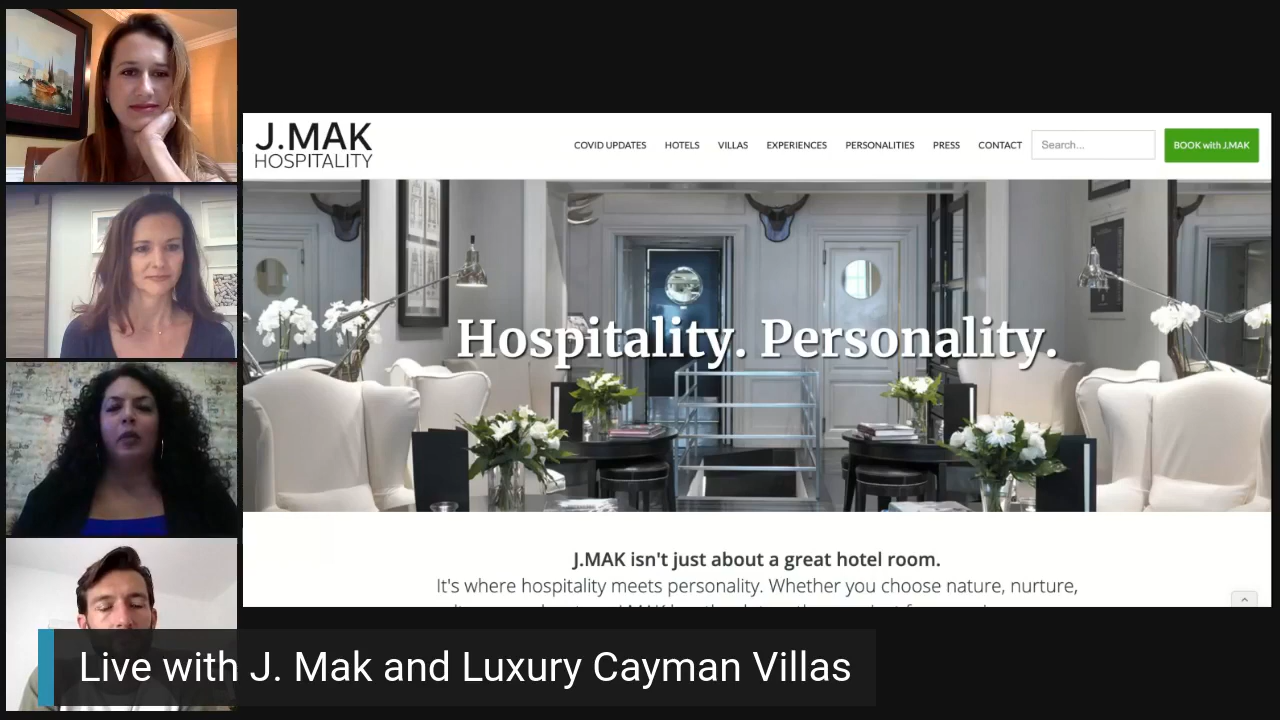 J.MAK
HOSPITALITY
COVID UPDATES HOTELS VILLAS EXPERIENCES PERSONALITIES PRESS CONTACT Search... BOOK with J.MAK
Hospitality. Personality.
J.MAK isn't just about a great hotel room.
It's where hospitality meets personality. Whether you choose nature, nurture,
Live with J. Mak and Luxury Cayman Villas